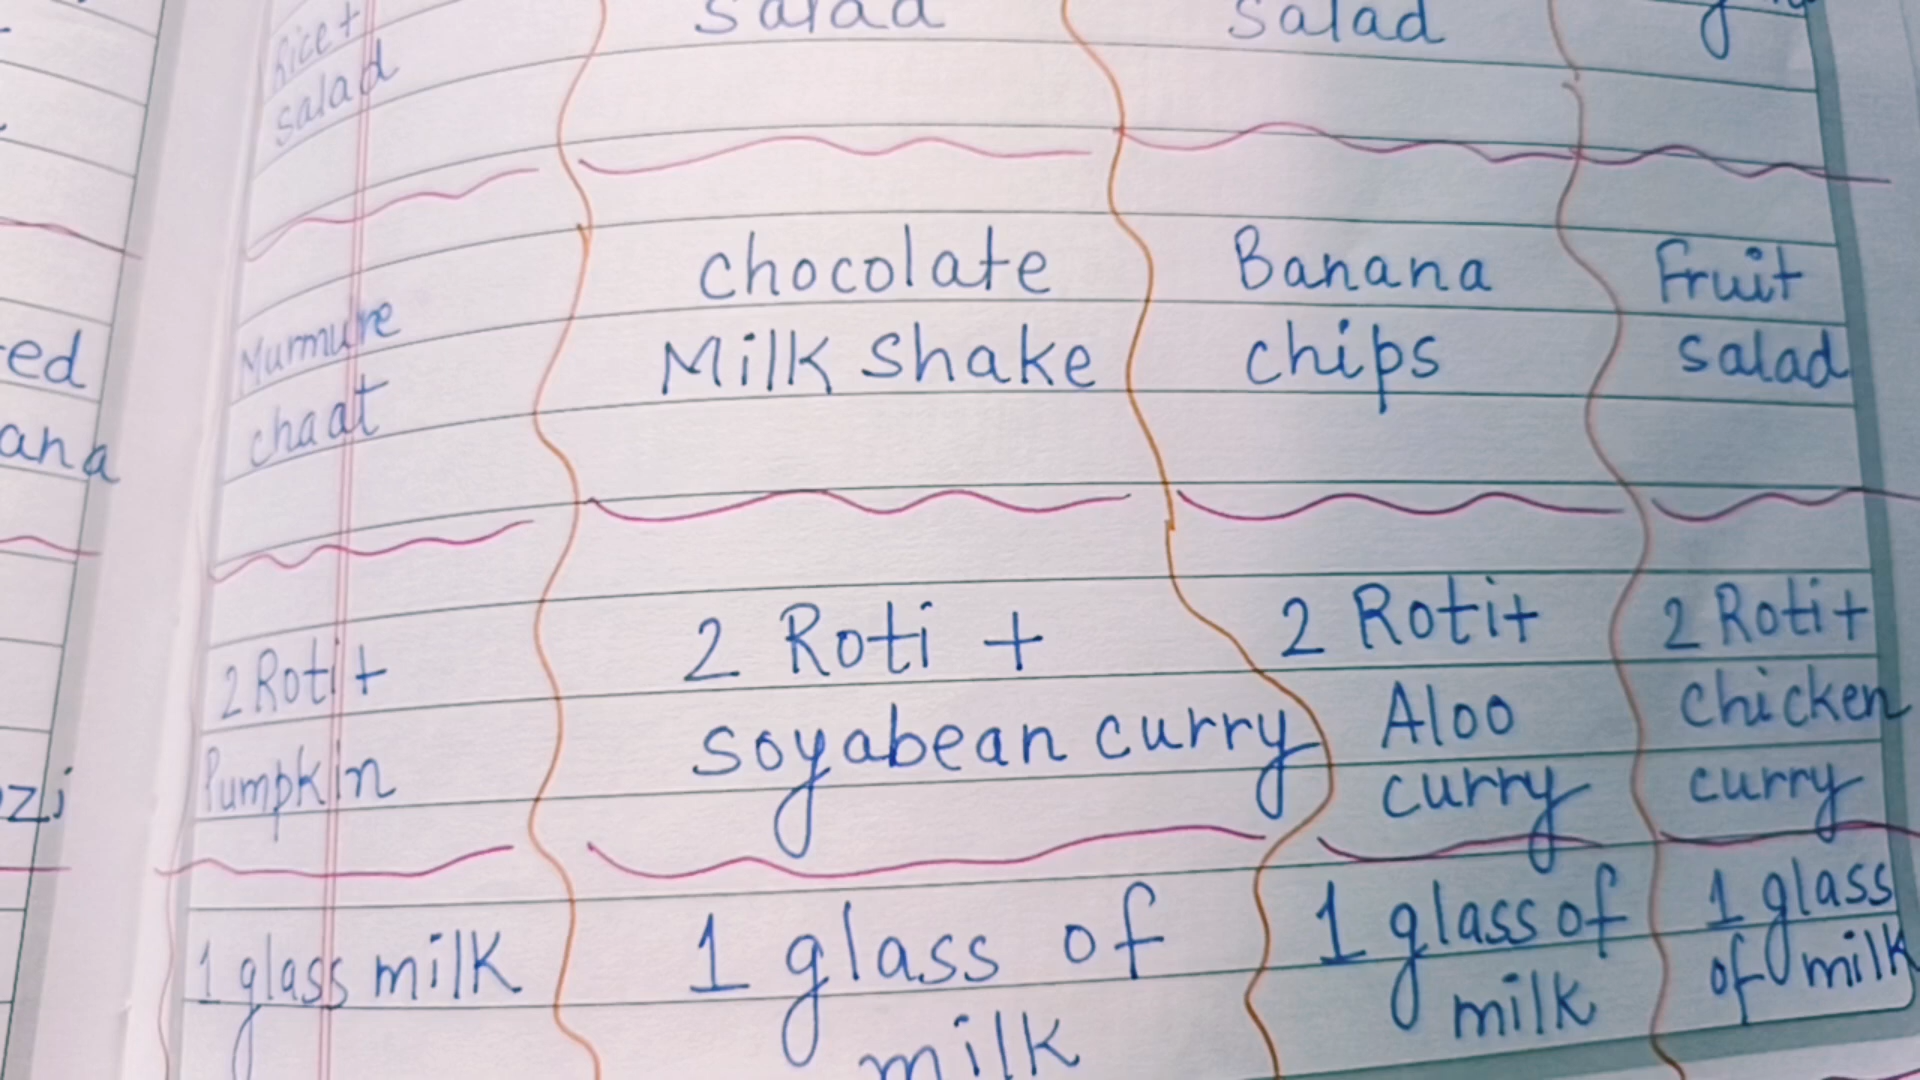 Rice +
salad
salad
salad
ed
ana
zi
Murmure
chaat
chocolate
Milk shake
Banana
chips
Fruit
salad
2 Roti +
Pumpkin
2 Roti +
soyabean curry
2 Roti+
Aloo
curry
2 Roti+
chicken
curry
1 glass milk
1 glass of
milk
1 glass of
milk
1 glass
of milk